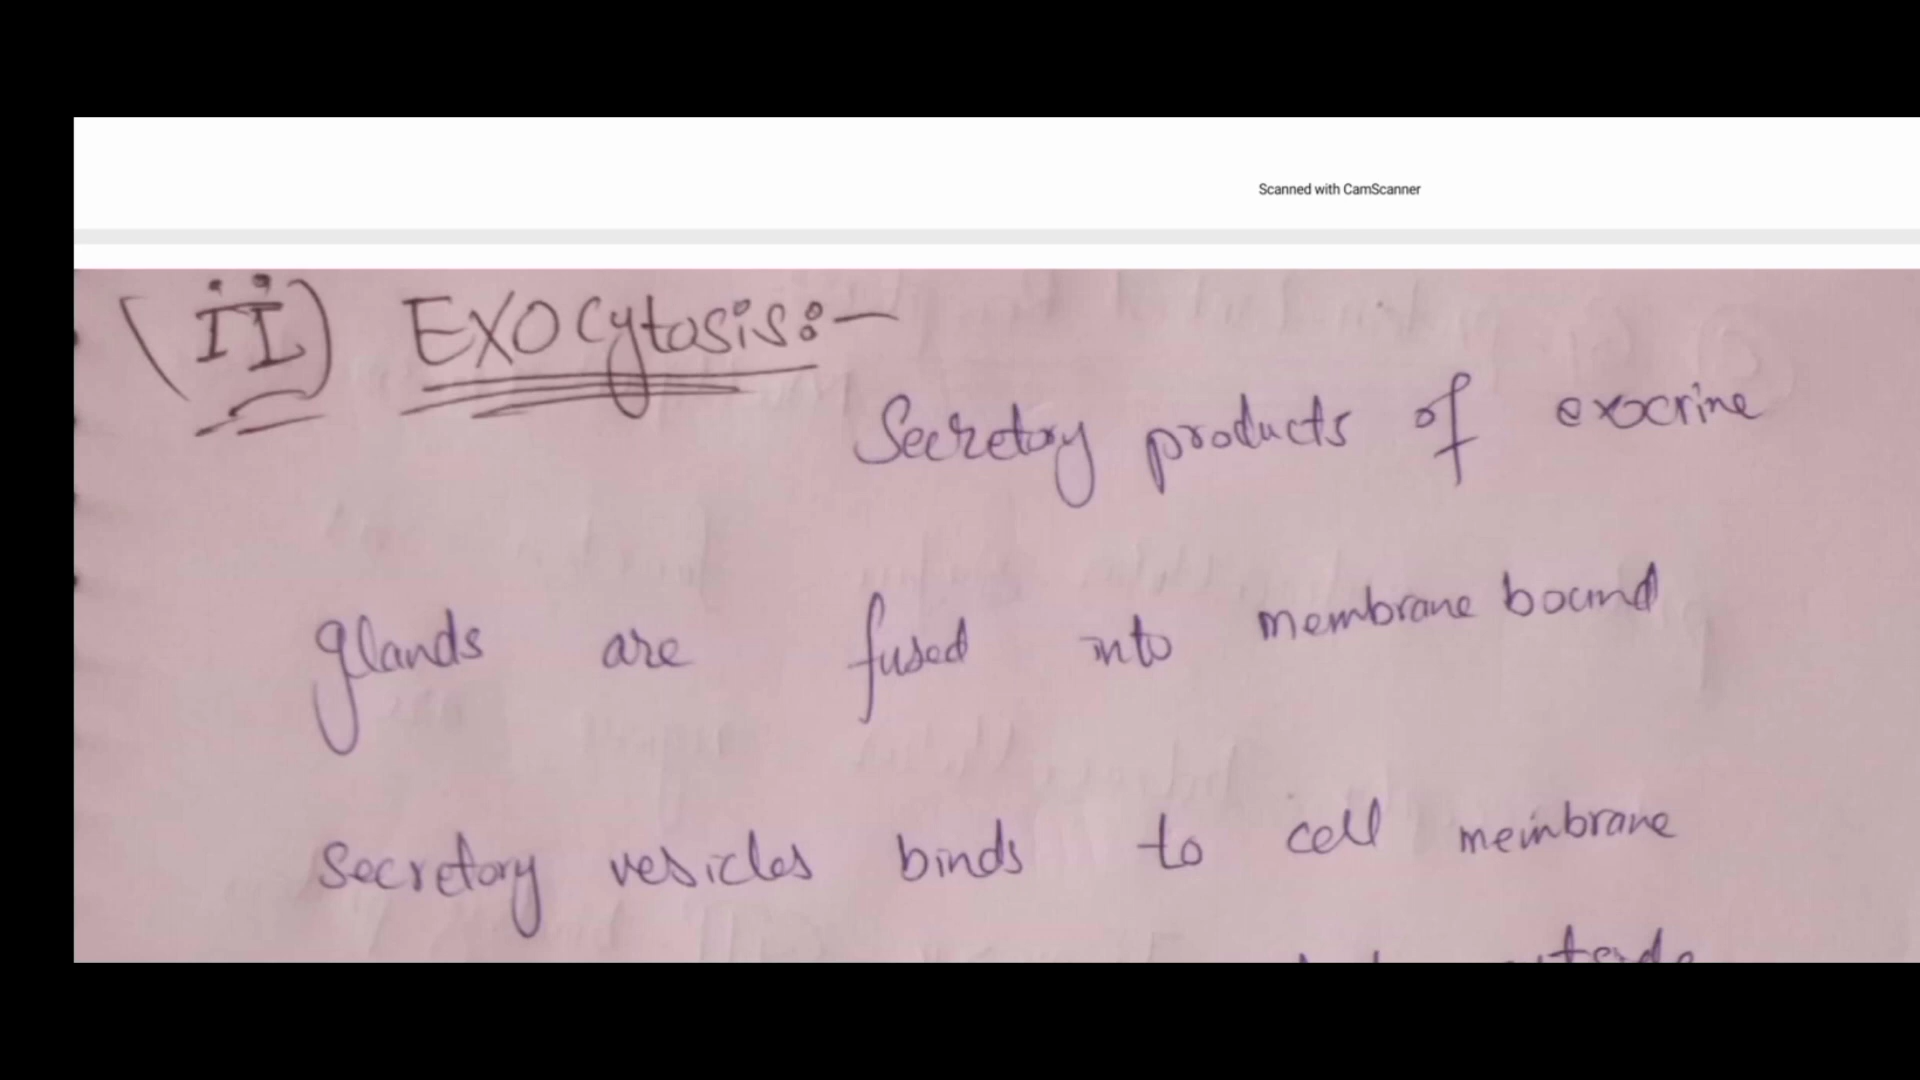 Scanned with CamScanner
(ii) Exocytosis:-
Secretory products of exocrine
glands are fused into membrane bound
secretory vesicles binds to cell membrane